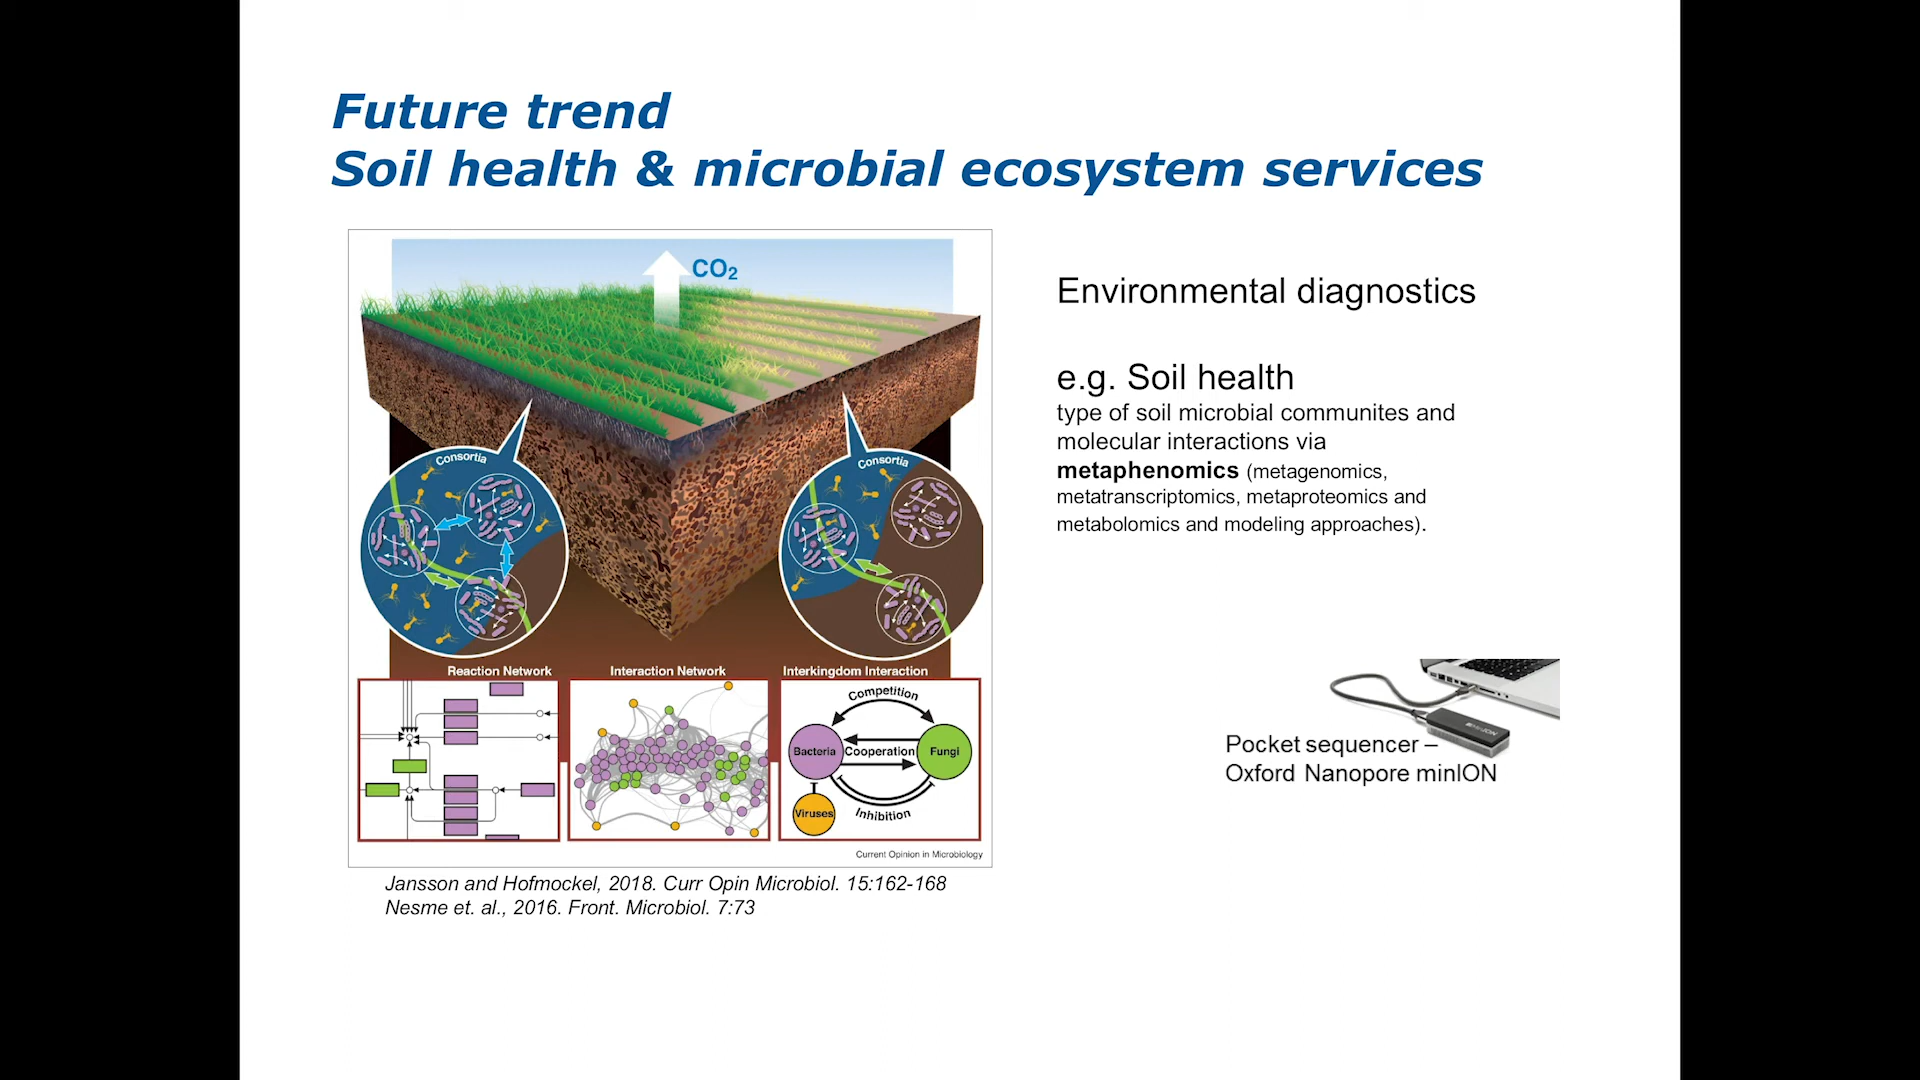 Future trend
Soil health & microbial ecosystem services
CO₂
Consortia
Consortia
Reaction Network
Interaction Network
Interkingdom Interaction
Competition
Bacteria
Cooperation
Fungi
Viruses
Inhibition
Current Opinion in Microbiology
Jansson and Hofmockel, 2018. Curr Opin Microbiol. 15:162-168
Nesme et. al., 2016. Front. Microbiol. 7:73
Environmental diagnostics
e.g. Soil health
type of soil microbial communites and
molecular interactions via
metaphenomics (metagenomics,
metatranscriptomics, metaproteomics and
metabolomics and modeling approaches).
Pocket sequencer –
Oxford Nanopore minION